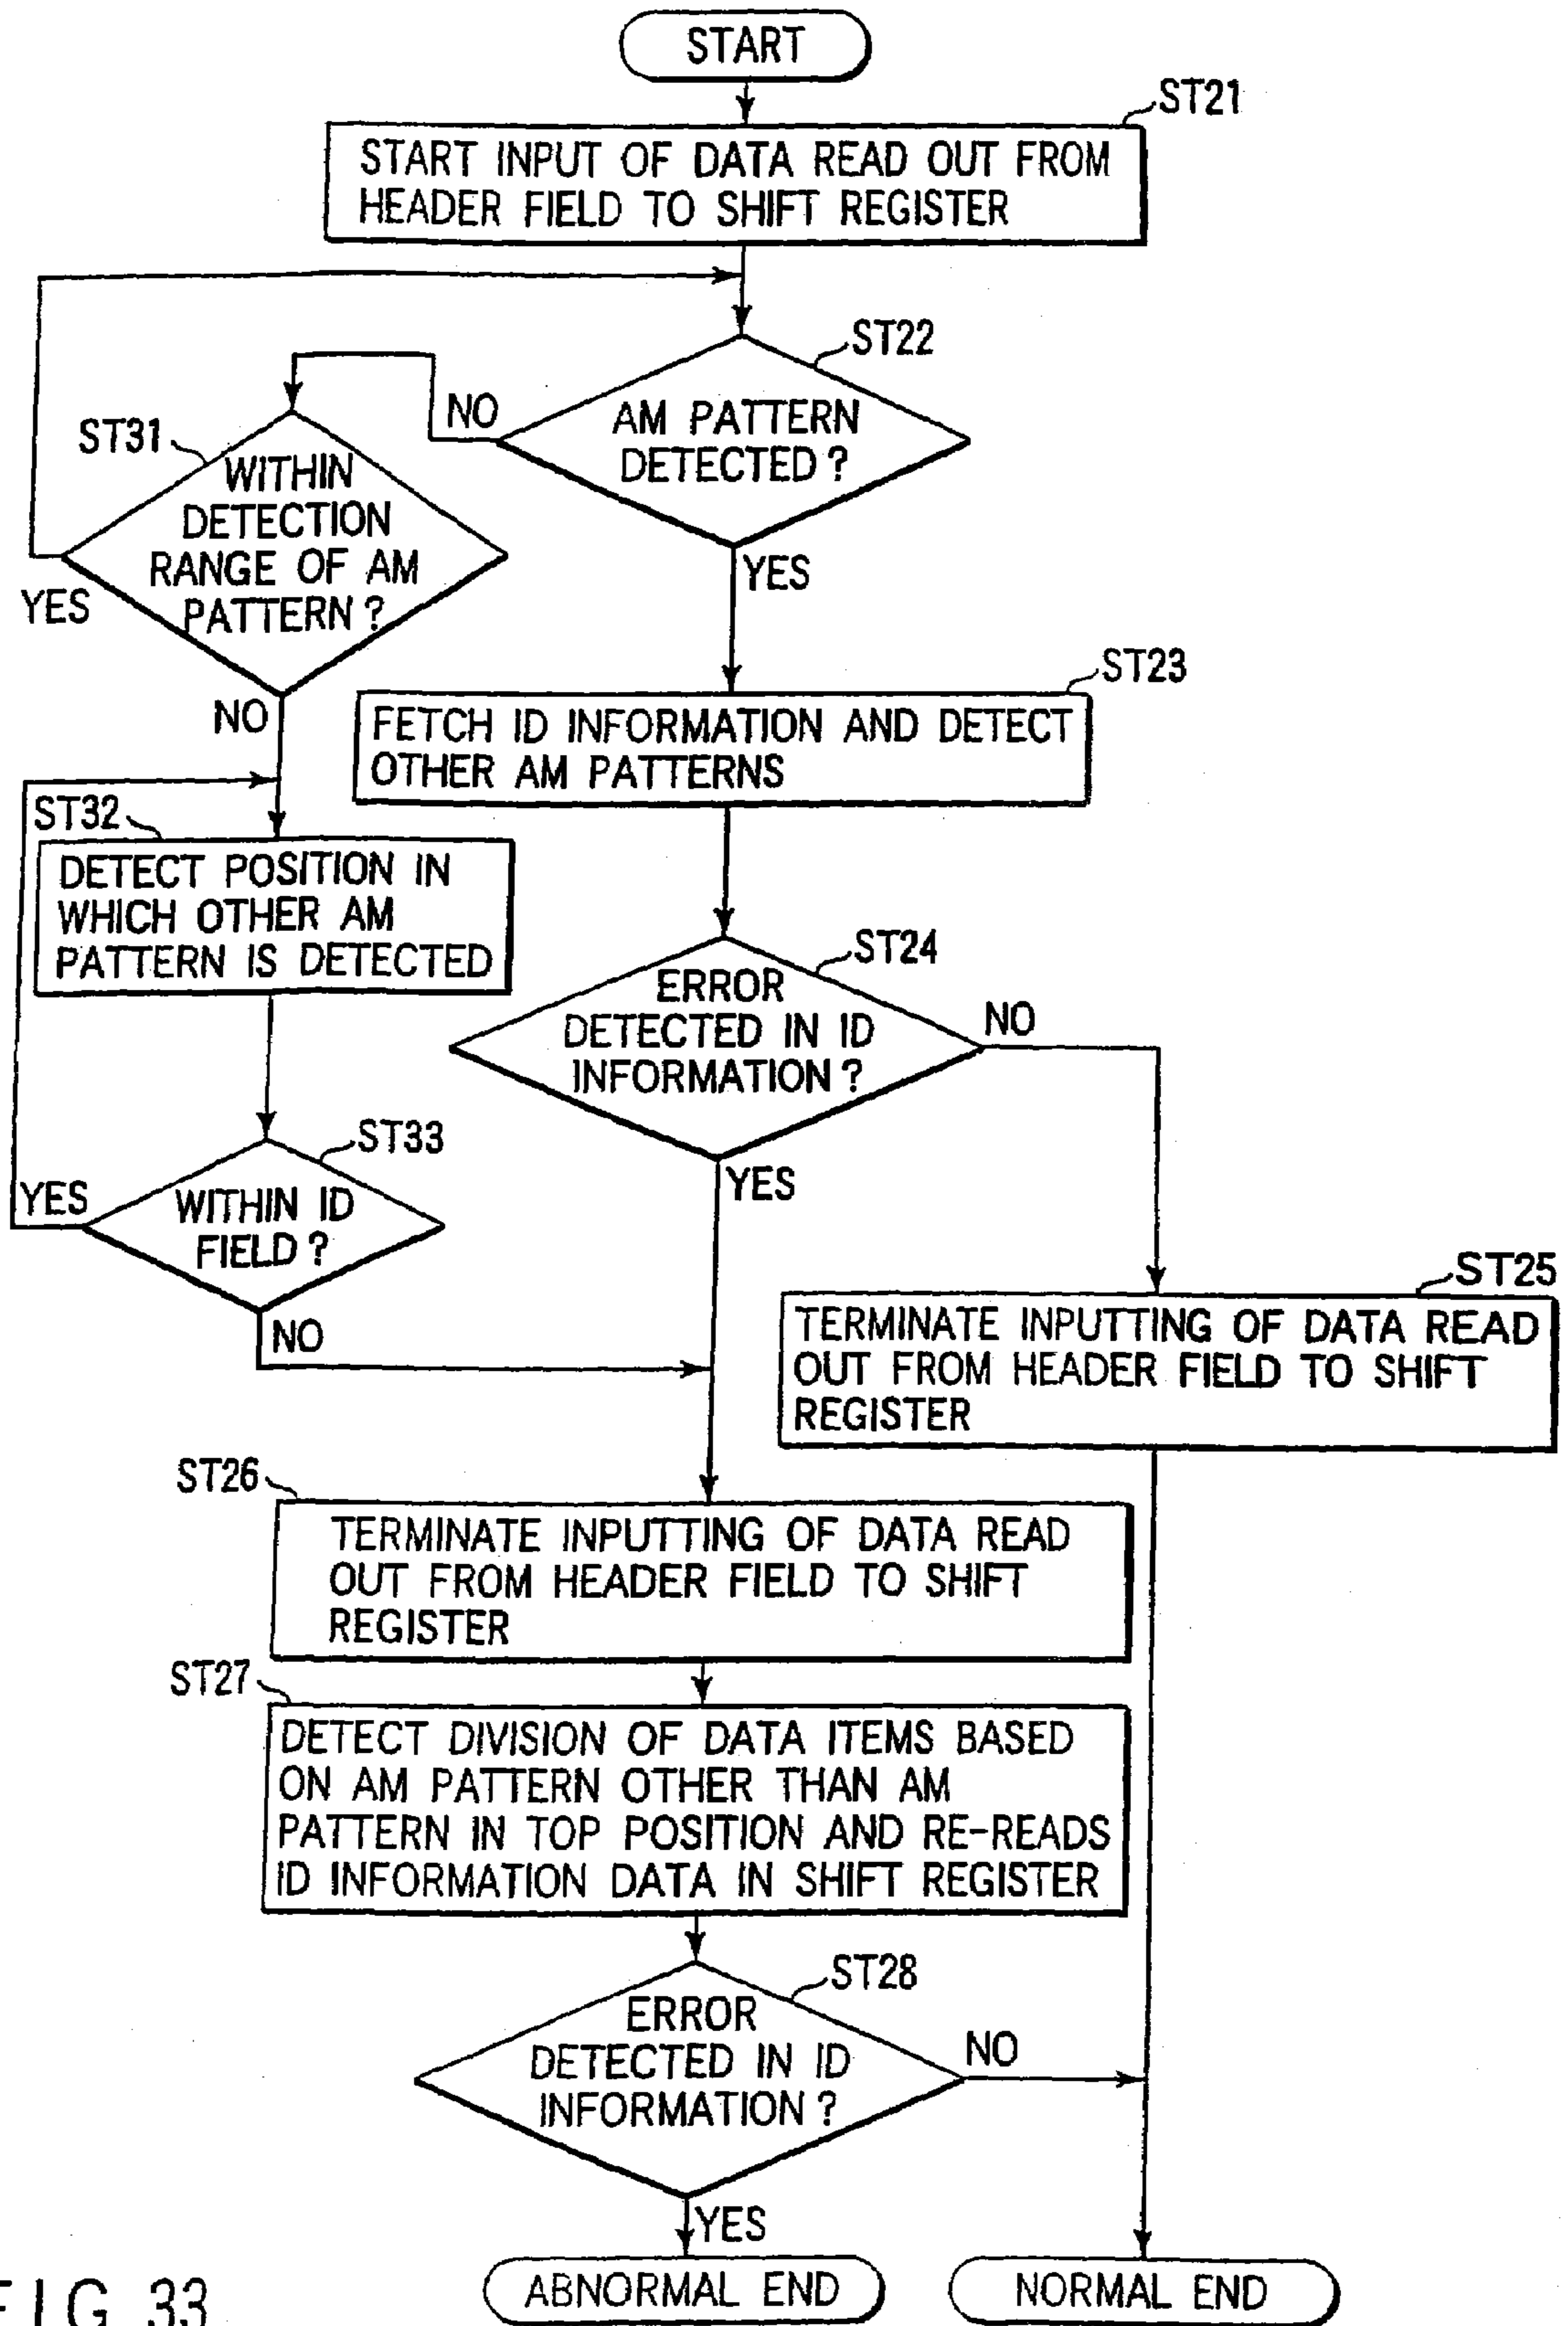 START
ST21
START INPUT OF DATA READ OUT FROM
HEADER FIELD TO SHIFT REGISTER
ST22
AM PATTERN
DETECTED?
NO
YES
ST31
WITHIN
DETECTION
RANGE OF AM
PATTERN?
YES
NO
ST23
FETCH ID INFORMATION AND DETECT
OTHER AM PATTERNS
ST32
DETECT POSITION IN
WHICH OTHER AM
PATTERN IS DETECTED
ST24
ERROR
DETECTED IN ID
INFORMATION?
NO
YES
ST33
WITHIN ID
FIELD?
YES
NO
ST25
TERMINATE INPUTTING OF DATA READ
OUT FROM HEADER FIELD TO SHIFT
REGISTER
ST26
TERMINATE INPUTTING OF DATA READ
OUT FROM HEADER FIELD TO SHIFT
REGISTER
ST27
DETECT DIVISION OF DATA ITEMS BASED
ON AM PATTERN OTHER THAN AM
PATTERN IN TOP POSITION AND RE-READS
ID INFORMATION DATA IN SHIFT REGISTER
ST28
ERROR
DETECTED IN ID
INFORMATION?
NO
YES
ABNORMAL END
NORMAL END
FIG. 33